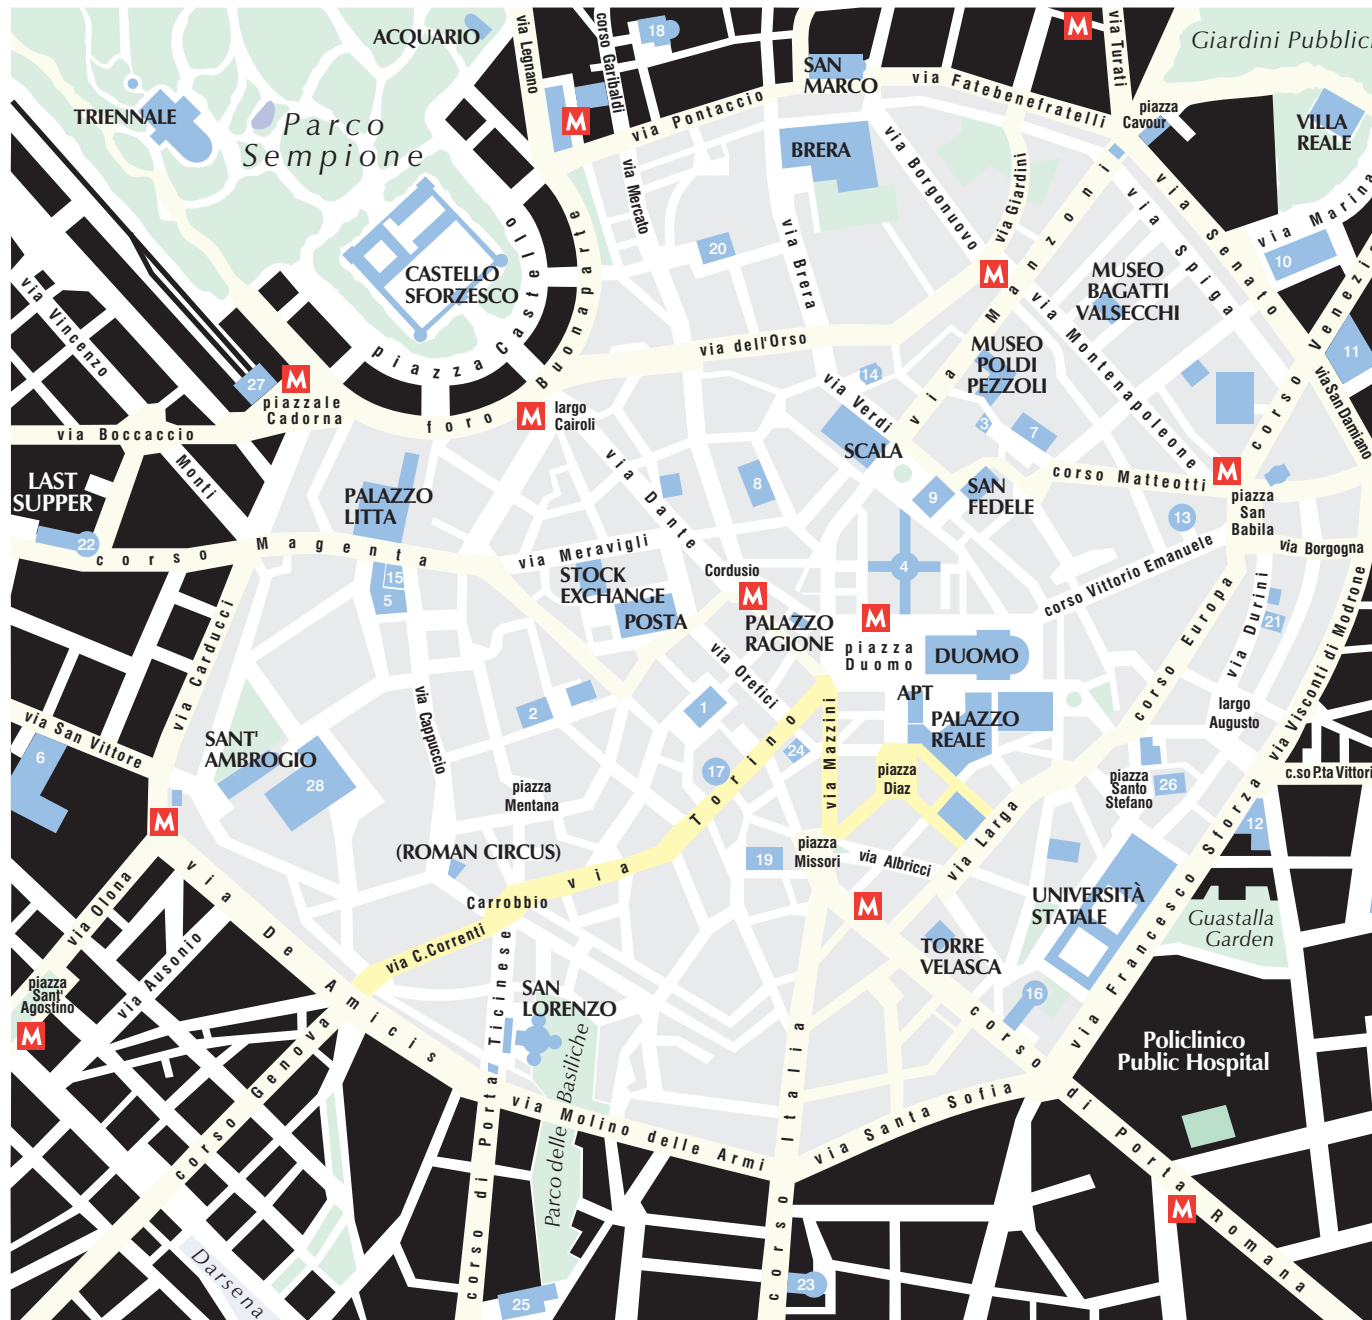 ACQUARIO
via Legnano
corso Garibaldi
18
M
via Turati
Giardini Pubblici
SAN
MARCO
via Fatebenefratelli
piazza
Cavour
TRIENNALE
Parco
Sempione
M
via Pontaccio
BRERA
VILLA
REALE
via Mercato
via Borgonuovo
via Giardini
via Manzoni
via Spiga
via Senato
via Marina
CASTELLO
SFORZESCO
piazza Castello
foro Buonaparte
20
via Brera
M
MUSEO
BAGATTI
VALSECCHI
10
via Vincenzo
via dell'Orso
MUSEO
POLDI
PEZZOLI
via Montenapoleone
corso Venezia
11
via San Damiano
27
M
piazzale
Cadorna
M
largo
Cairoli
14
via Verdi
3
7
via Boccaccio
Monti
SCALA
LAST
SUPPER
22
PALAZZO
LITTA
via Dante
8
9
SAN
FEDELE
corso Matteotti
M
piazza
San
Babila
13
corso Magenta
via Meravigli
15
5
STOCK
EXCHANGE
POSTA
Cordusio
M
4
corso Vittorio Emanuele
via Borgogna
PALAZZO
RAGIONE
M
piazza
Duomo
DUOMO
corso Europa
via Durini
21
via Visconti di Modrone
via Carducci
via Cappuccio
via Orefici
APT
PALAZZO
REALE
largo
Augusto
via San Vittore
6
SANT'
AMBROGIO
28
2
1
24
17
via Torino
via Mazzini
piazza
Diaz
piazza
Mentana
piazza
Santo
Stefano
26
c.so P.ta Vittori
12
M
(ROMAN CIRCUS)
19
piazza
Missori
via Albricci
via Larga
via Olona
via De Amicis
Carrobbio
via C.Correnti
M
UNIVERSITÀ
STATALE
via Francesco Sforza
Guastalla
Garden
via Ausonio
TORRE
VELASCA
piazza
Sant'
Agostino
M
SAN
LORENZO
16
corso di Porta Ticinese
Parco delle Basiliche
corso Genova
corso Italia
Policlinico
Public Hospital
via Molino delle Armi
via Santa Sofia
corso di Porta Romana
M
Darsena
25
23